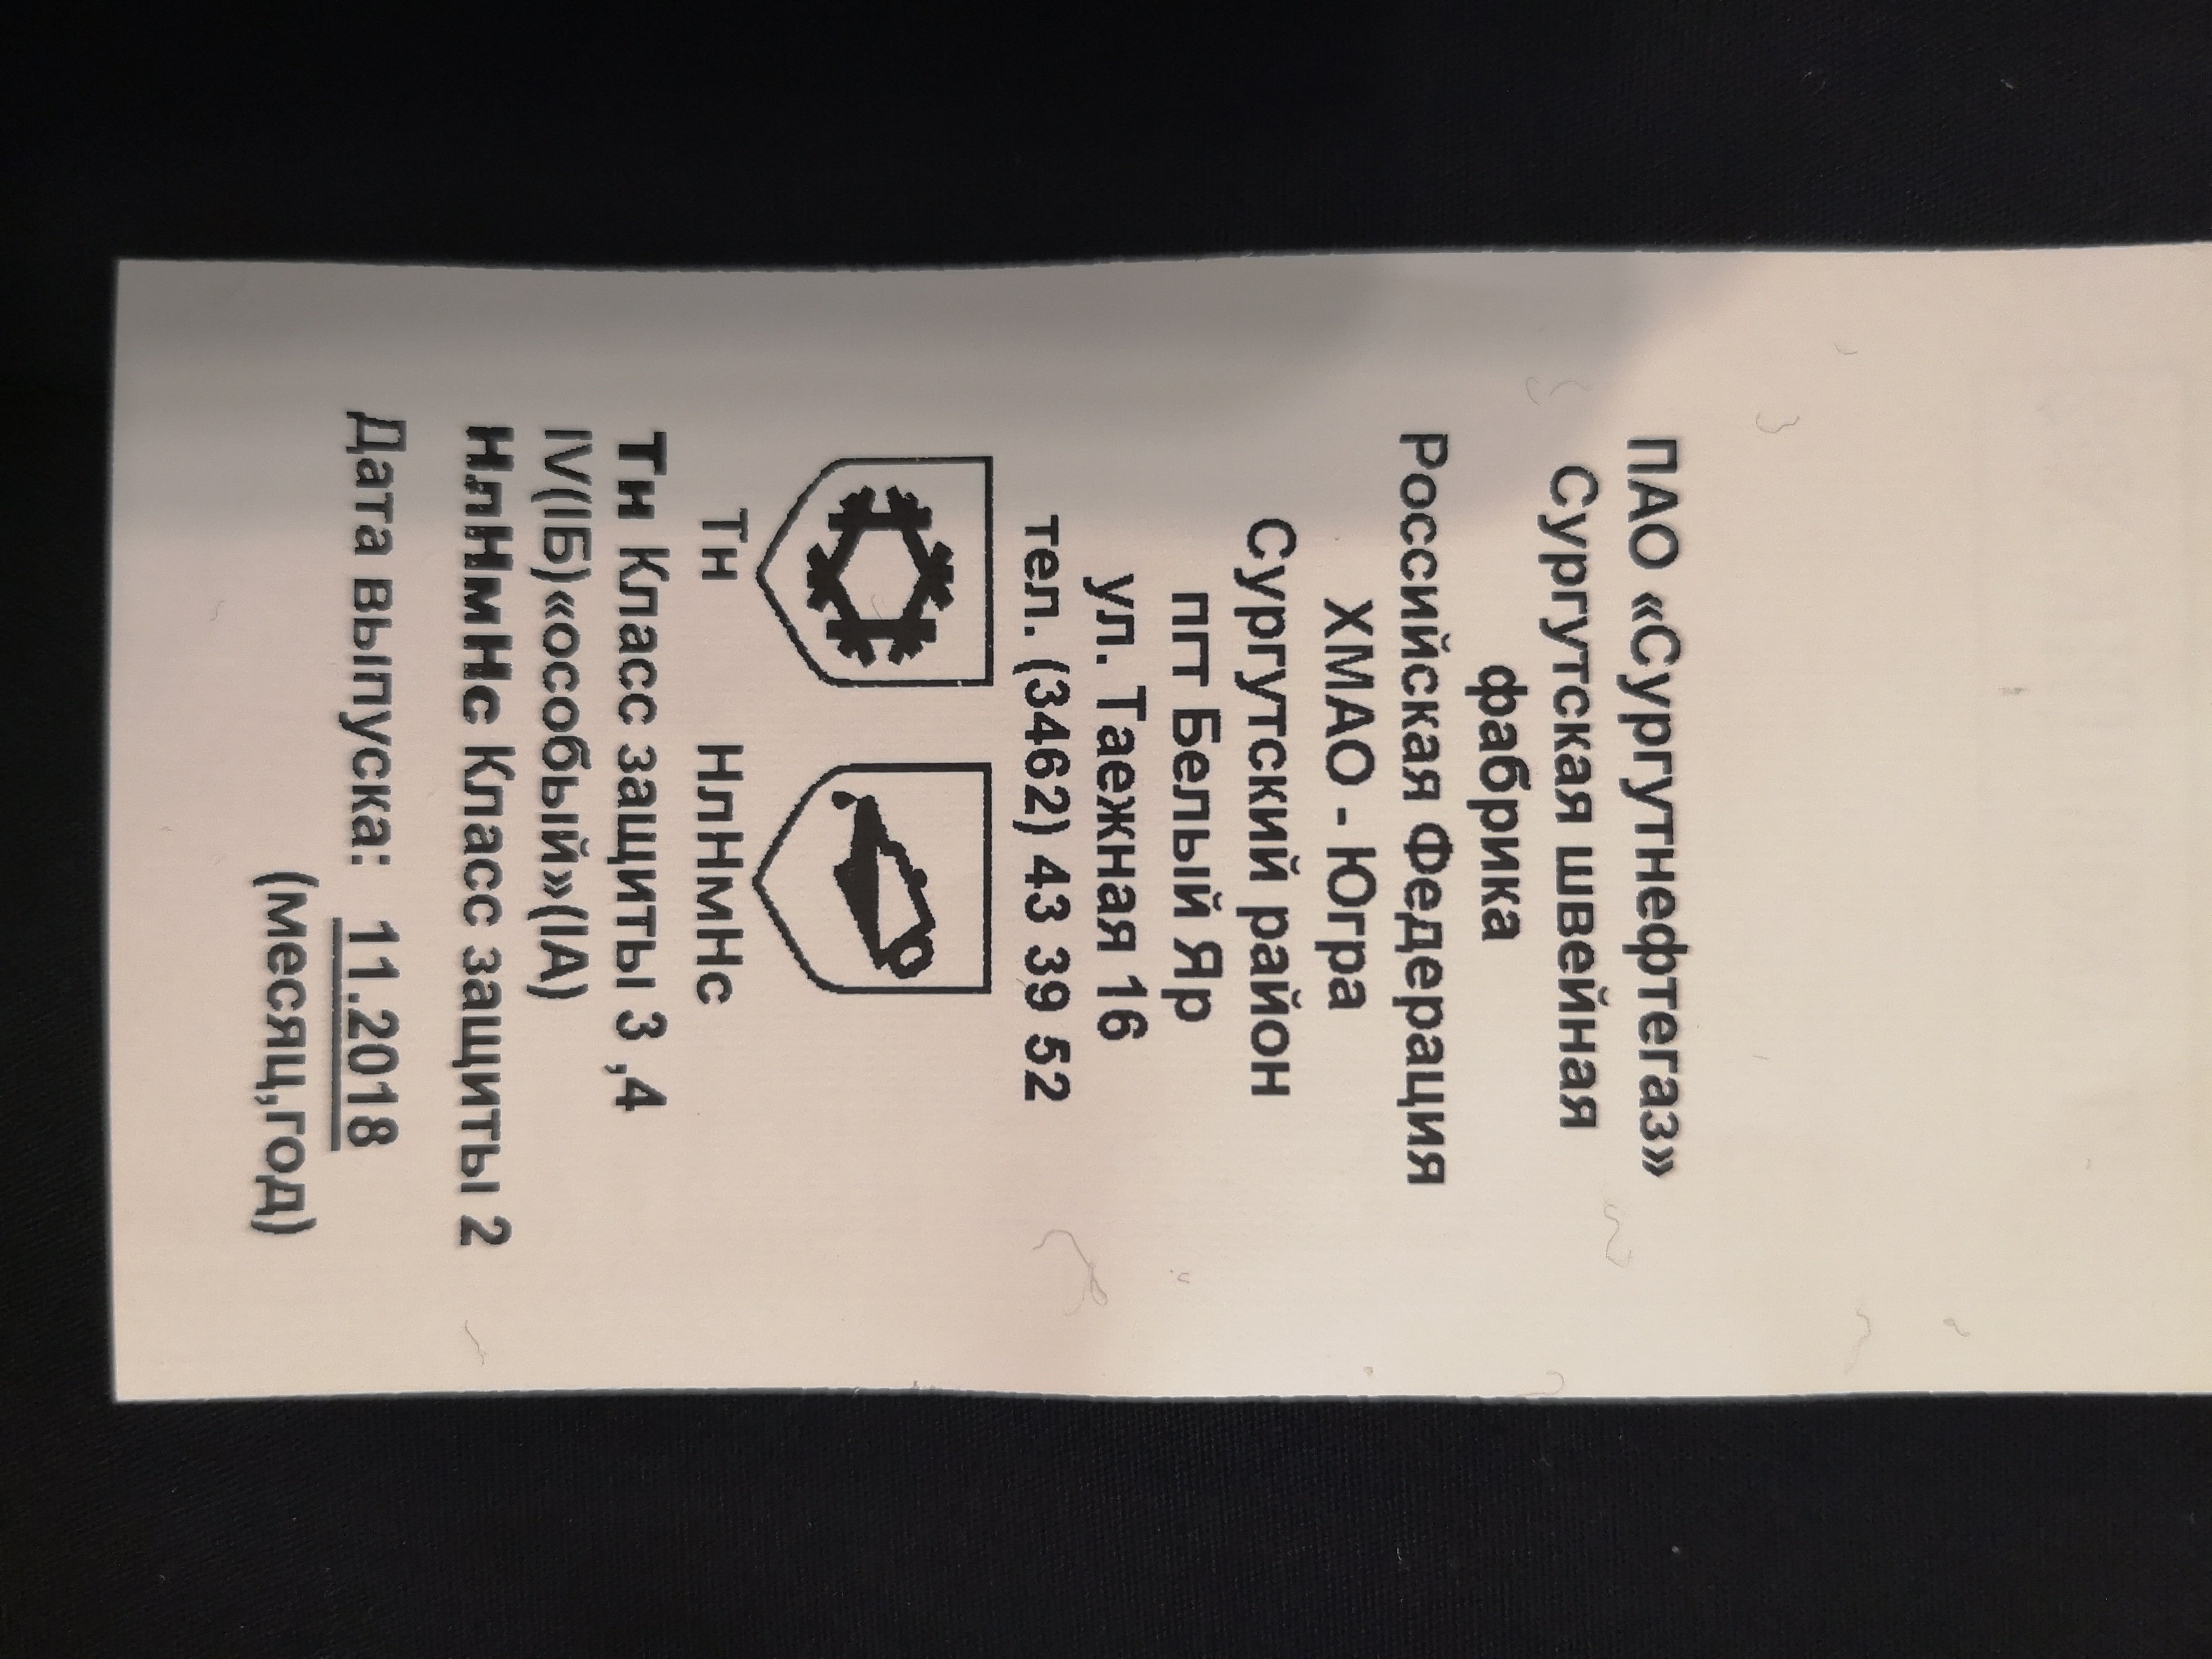 ПАО «Сургутнефтегаз»
Сургутская швейная
фабрика
Российская Федерация
ХМАО - Югра
Сургутский район
пгт Белый Яр
ул. Таежная 16
тел. (3462) 43 39 52
Тн НлНмНс
Тн Класс защиты 3 ,4
IV(IБ)«особый»(IA)
НлНмНс Класс защиты 2
Дата выпуска: 11.2018
(месяц,год)